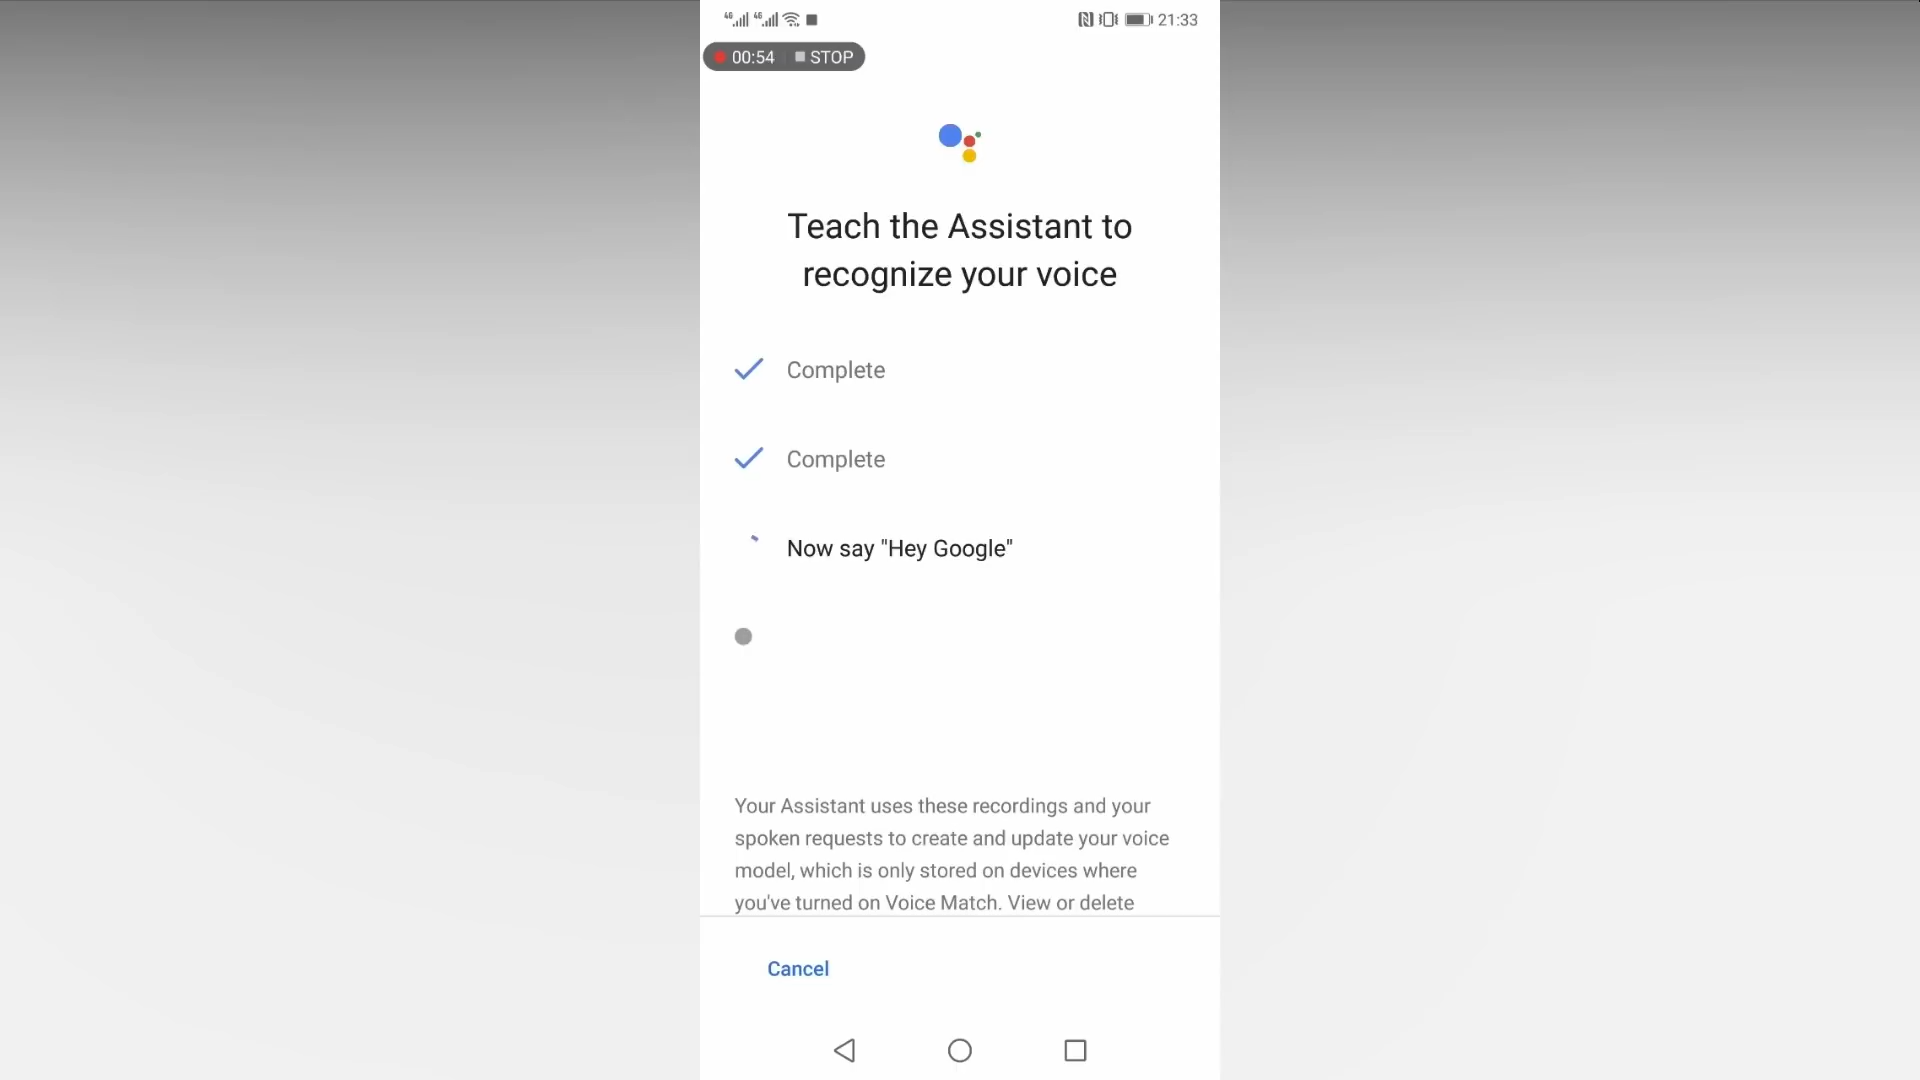 4G 4G 21:33
00:54 STOP
Teach the Assistant to
recognize your voice
Complete
Complete
Now say "Hey Google"
Your Assistant uses these recordings and your
spoken requests to create and update your voice
model, which is only stored on devices where
you've turned on Voice Match. View or delete
Cancel